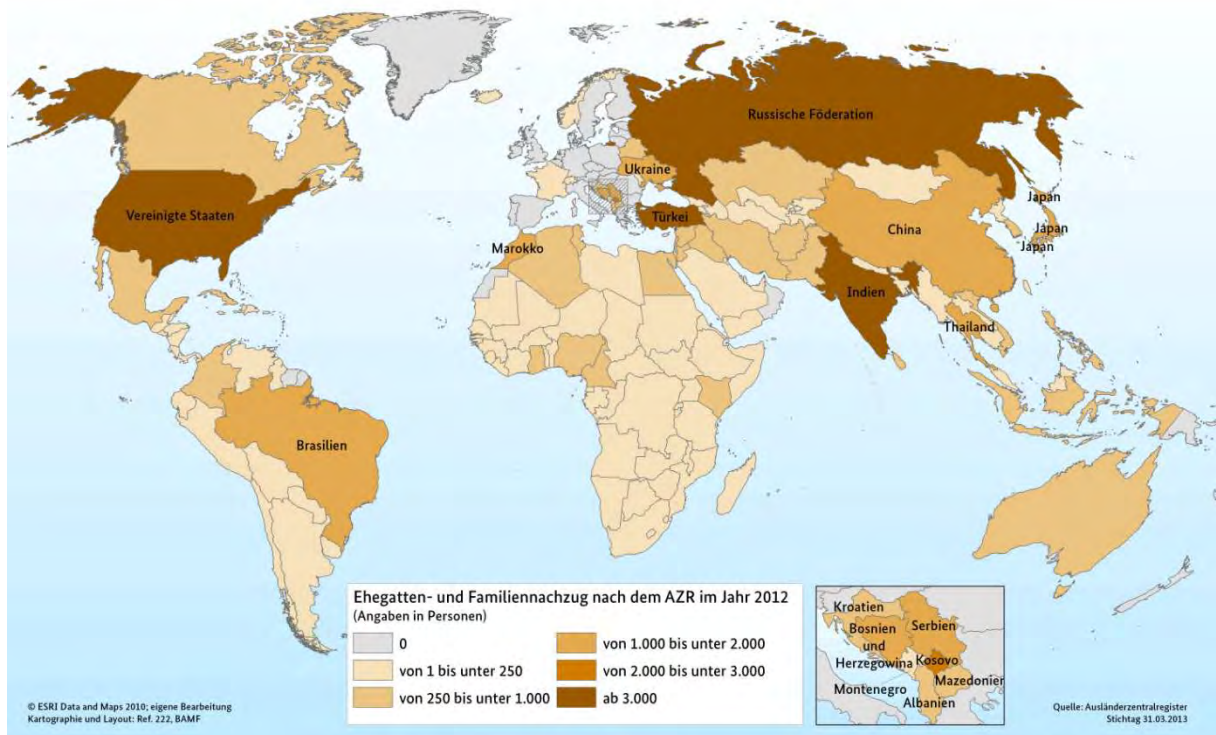 Russische Föderation
Ukraine
Vereinigte Staaten
Türkei
Japan
Japan
Japan
China
Marokko
Indien
Thailand
Brasilien
Ehegatten- und Familiennachzug nach dem AZR im Jahr 2012
(Angaben in Personen)
0
von 1 bis unter 250
von 250 bis unter 1.000
von 1.000 bis unter 2.000
von 2.000 bis unter 3.000
ab 3.000
Kroatien
Bosnien
und
Herzegowina
Serbien
Kosovo
Mazedonien
Montenegro
Albanien
© ESRI Data and Maps 2010; eigene Bearbeitung
Kartographie und Layout: Ref. 222, BAMF
Quelle: Ausländerzentralregister
Stichtag 31.03.2013